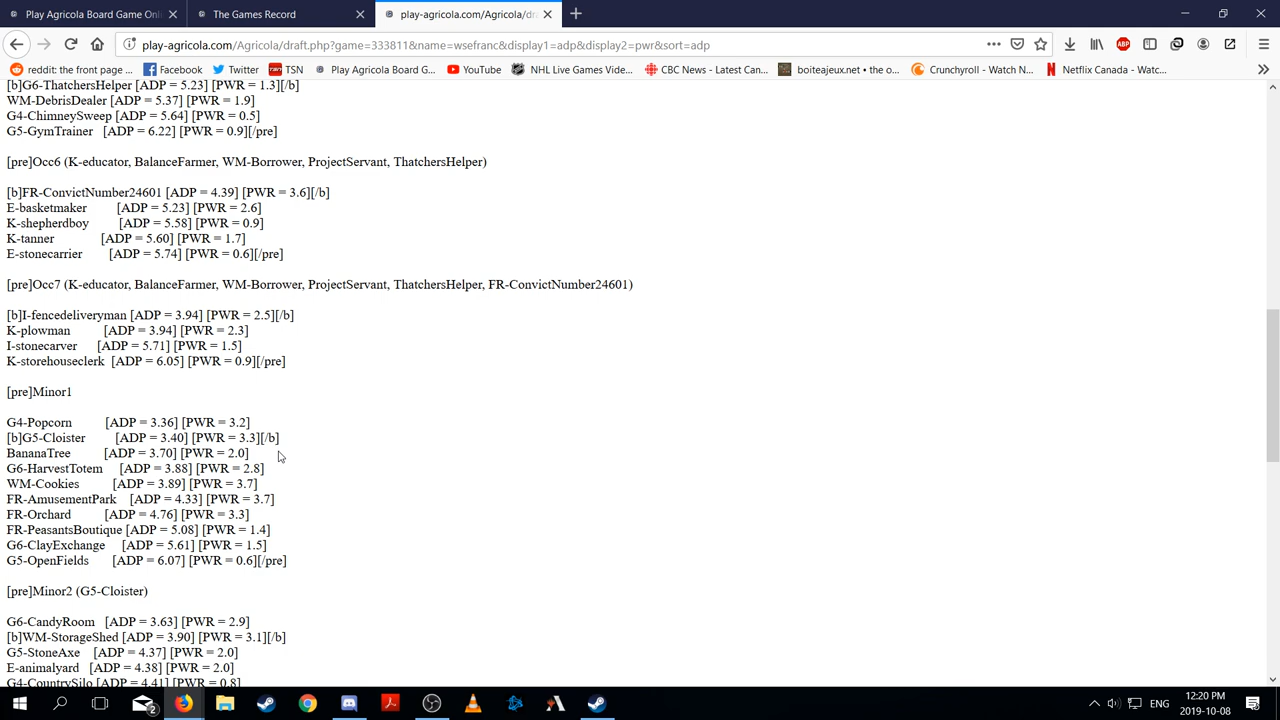 Play Agricola Board Game Onl
The Games Record
play-agricola.com/Agricola/dr
play-agricola.com/Agricola/draft.php?game=333811&name=wsefranc&display1=adp&display2=pwr&sort=adp
reddit: the front page ...
Facebook
Twitter
TSN
Play Agricola Board G...
YouTube
NHL Live Games Video...
CBC News - Latest Can...
boiteajeux.net • the o...
Crunchyroll - Watch N...
Netflix Canada - Watc...
[b]G6-ThatchersHelper [ADP = 5.23] [PWR = 1.3][/b]
WM-DebrisDealer [ADP = 5.37] [PWR = 1.9]
G4-ChimneySweep [ADP = 5.64] [PWR = 0.5]
G5-GymTrainer [ADP = 6.22] [PWR = 0.9][/pre]
[pre]Occ6 (K-educator, BalanceFarmer, WM-Borrower, ProjectServant, ThatchersHelper)
[b]FR-ConvictNumber24601 [ADP = 4.39] [PWR = 3.6][/b]
E-basketmaker [ADP = 5.23] [PWR = 2.6]
K-shepherdboy [ADP = 5.58] [PWR = 0.9]
K-tanner [ADP = 5.60] [PWR = 1.7]
E-stonecarrier [ADP = 5.74] [PWR = 0.6][/pre]
[pre]Occ7 (K-educator, BalanceFarmer, WM-Borrower, ProjectServant, ThatchersHelper, FR-ConvictNumber24601)
[b]I-fencedeliveryman [ADP = 3.94] [PWR = 2.5][/b]
K-plowman [ADP = 3.94] [PWR = 2.3]
I-stonecarver [ADP = 5.71] [PWR = 1.5]
K-storehouseclerk [ADP = 6.05] [PWR = 0.9][/pre]
[pre]Minor1
G4-Popcorn [ADP = 3.36] [PWR = 3.2]
[b]G5-Cloister [ADP = 3.40] [PWR = 3.3][/b]
BananaTree [ADP = 3.70] [PWR = 2.0]
G6-HarvestTotem [ADP = 3.88] [PWR = 2.8]
WM-Cookies [ADP = 3.89] [PWR = 3.7]
FR-AmusementPark [ADP = 4.33] [PWR = 3.7]
FR-Orchard [ADP = 4.76] [PWR = 3.3]
FR-PeasantsBoutique [ADP = 5.08] [PWR = 1.4]
G6-ClayExchange [ADP = 5.61] [PWR = 1.5]
G5-OpenFields [ADP = 6.07] [PWR = 0.6][/pre]
[pre]Minor2 (G5-Cloister)
G6-CandyRoom [ADP = 3.63] [PWR = 2.9]
[b]WM-StorageShed [ADP = 3.90] [PWR = 3.1][/b]
G5-StoneAxe [ADP = 4.37] [PWR = 2.0]
E-animalyard [ADP = 4.38] [PWR = 2.0]
G4-CountrySilo [ADP = 4.41] [PWR = 0.8]
2
ENG
12:20 PM
2019-10-08